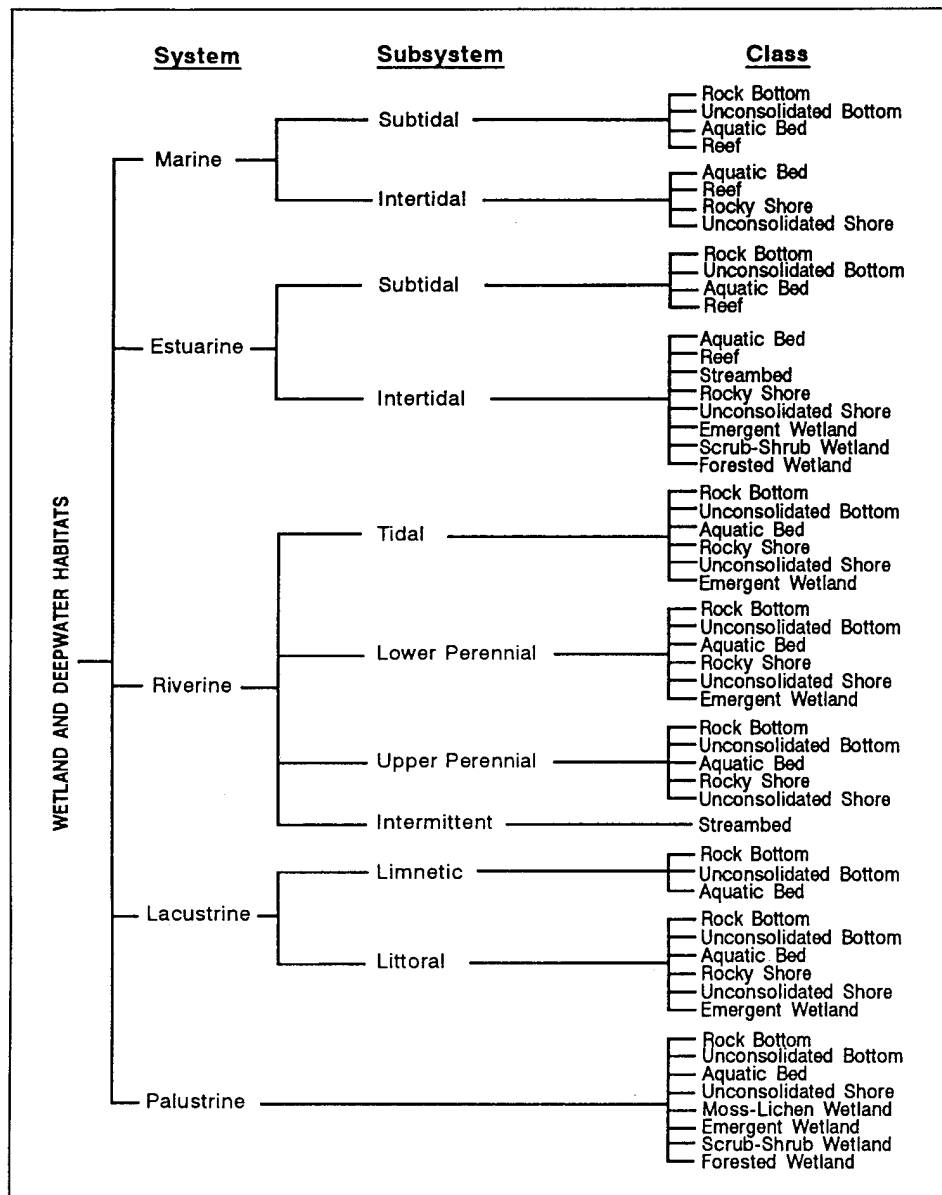 System Subsystem Class
Marine
Subtidal
Rock Bottom
Unconsolidated Bottom
Aquatic Bed
Reef
Intertidal
Aquatic Bed
Reef
Rocky Shore
Unconsolidated Shore
Estuarine
Subtidal
Rock Bottom
Unconsolidated Bottom
Aquatic Bed
Reef
Intertidal
Aquatic Bed
Reef
Streambed
Rocky Shore
Unconsolidated Shore
Emergent Wetland
Scrub-Shrub Wetland
Forested Wetland
WETLAND AND DEEPWATER HABITATS
Riverine
Tidal
Rock Bottom
Unconsolidated Bottom
Aquatic Bed
Rocky Shore
Unconsolidated Shore
Emergent Wetland
Lower Perennial
Rock Bottom
Unconsolidated Bottom
Aquatic Bed
Rocky Shore
Unconsolidated Shore
Emergent Wetland
Upper Perennial
Rock Bottom
Unconsolidated Bottom
Aquatic Bed
Rocky Shore
Unconsolidated Shore
Intermittent
Streambed
Lacustrine
Limnetic
Rock Bottom
Unconsolidated Bottom
Aquatic Bed
Littoral
Rock Bottom
Unconsolidated Bottom
Aquatic Bed
Rocky Shore
Unconsolidated Shore
Emergent Wetland
Palustrine
Rock Bottom
Unconsolidated Bottom
Aquatic Bed
Unconsolidated Shore
Moss-Lichen Wetland
Emergent Wetland
Scrub-Shrub Wetland
Forested Wetland